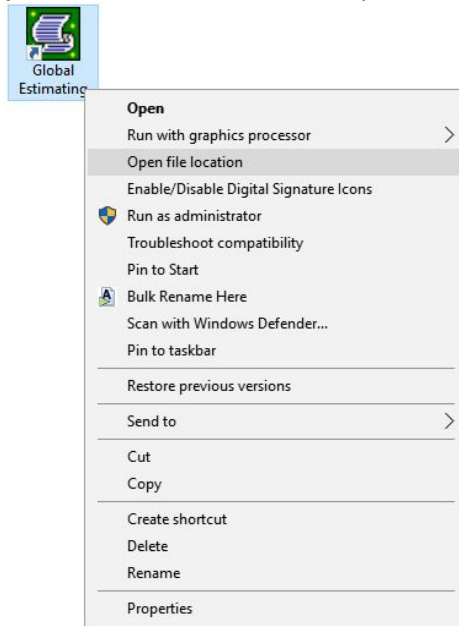 Global
Estimating
Open
Run with graphics processor
Open file location
Enable/Disable Digital Signature Icons
Run as administrator
Troubleshoot compatibility
Pin to Start
Bulk Rename Here
Scan with Windows Defender...
Pin to taskbar
Restore previous versions
Send to
Cut
Copy
Create shortcut
Delete
Rename
Properties